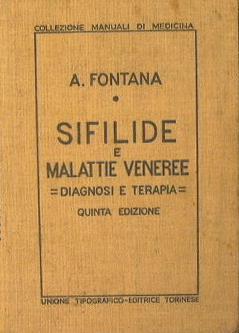 COLLEZIONE MANUALI DI MEDICINA
A. FONTANA
SIFILIDE
E
MALATTIE VENEREE
= DIAGNOSI E TERAPIA =
QUINTA EDIZIONE
UNIONE TIPOGRAFICO-EDITRICE TORINESE